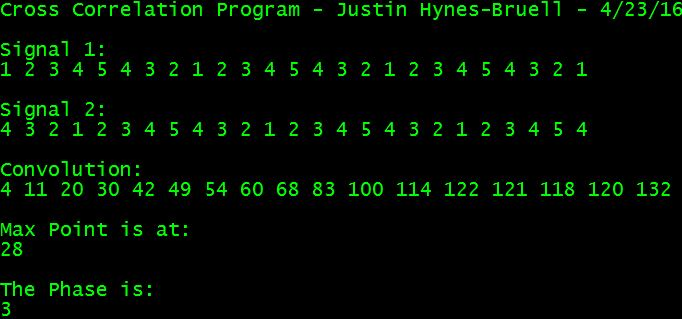 Cross Correlation Program - Justin Hynes-Bruell - 4/23/16
Signal 1:
1 2 3 4 5 4 3 2 1 2 3 4 5 4 3 2 1 2 3 4 5 4 3 2 1
Signal 2:
4 3 2 1 2 3 4 5 4 3 2 1 2 3 4 5 4 3 2 1 2 3 4 5 4
Convolution:
4 11 20 30 42 49 54 60 68 83 100 114 122 121 118 120 132
Max Point is at:
28
The Phase is:
3